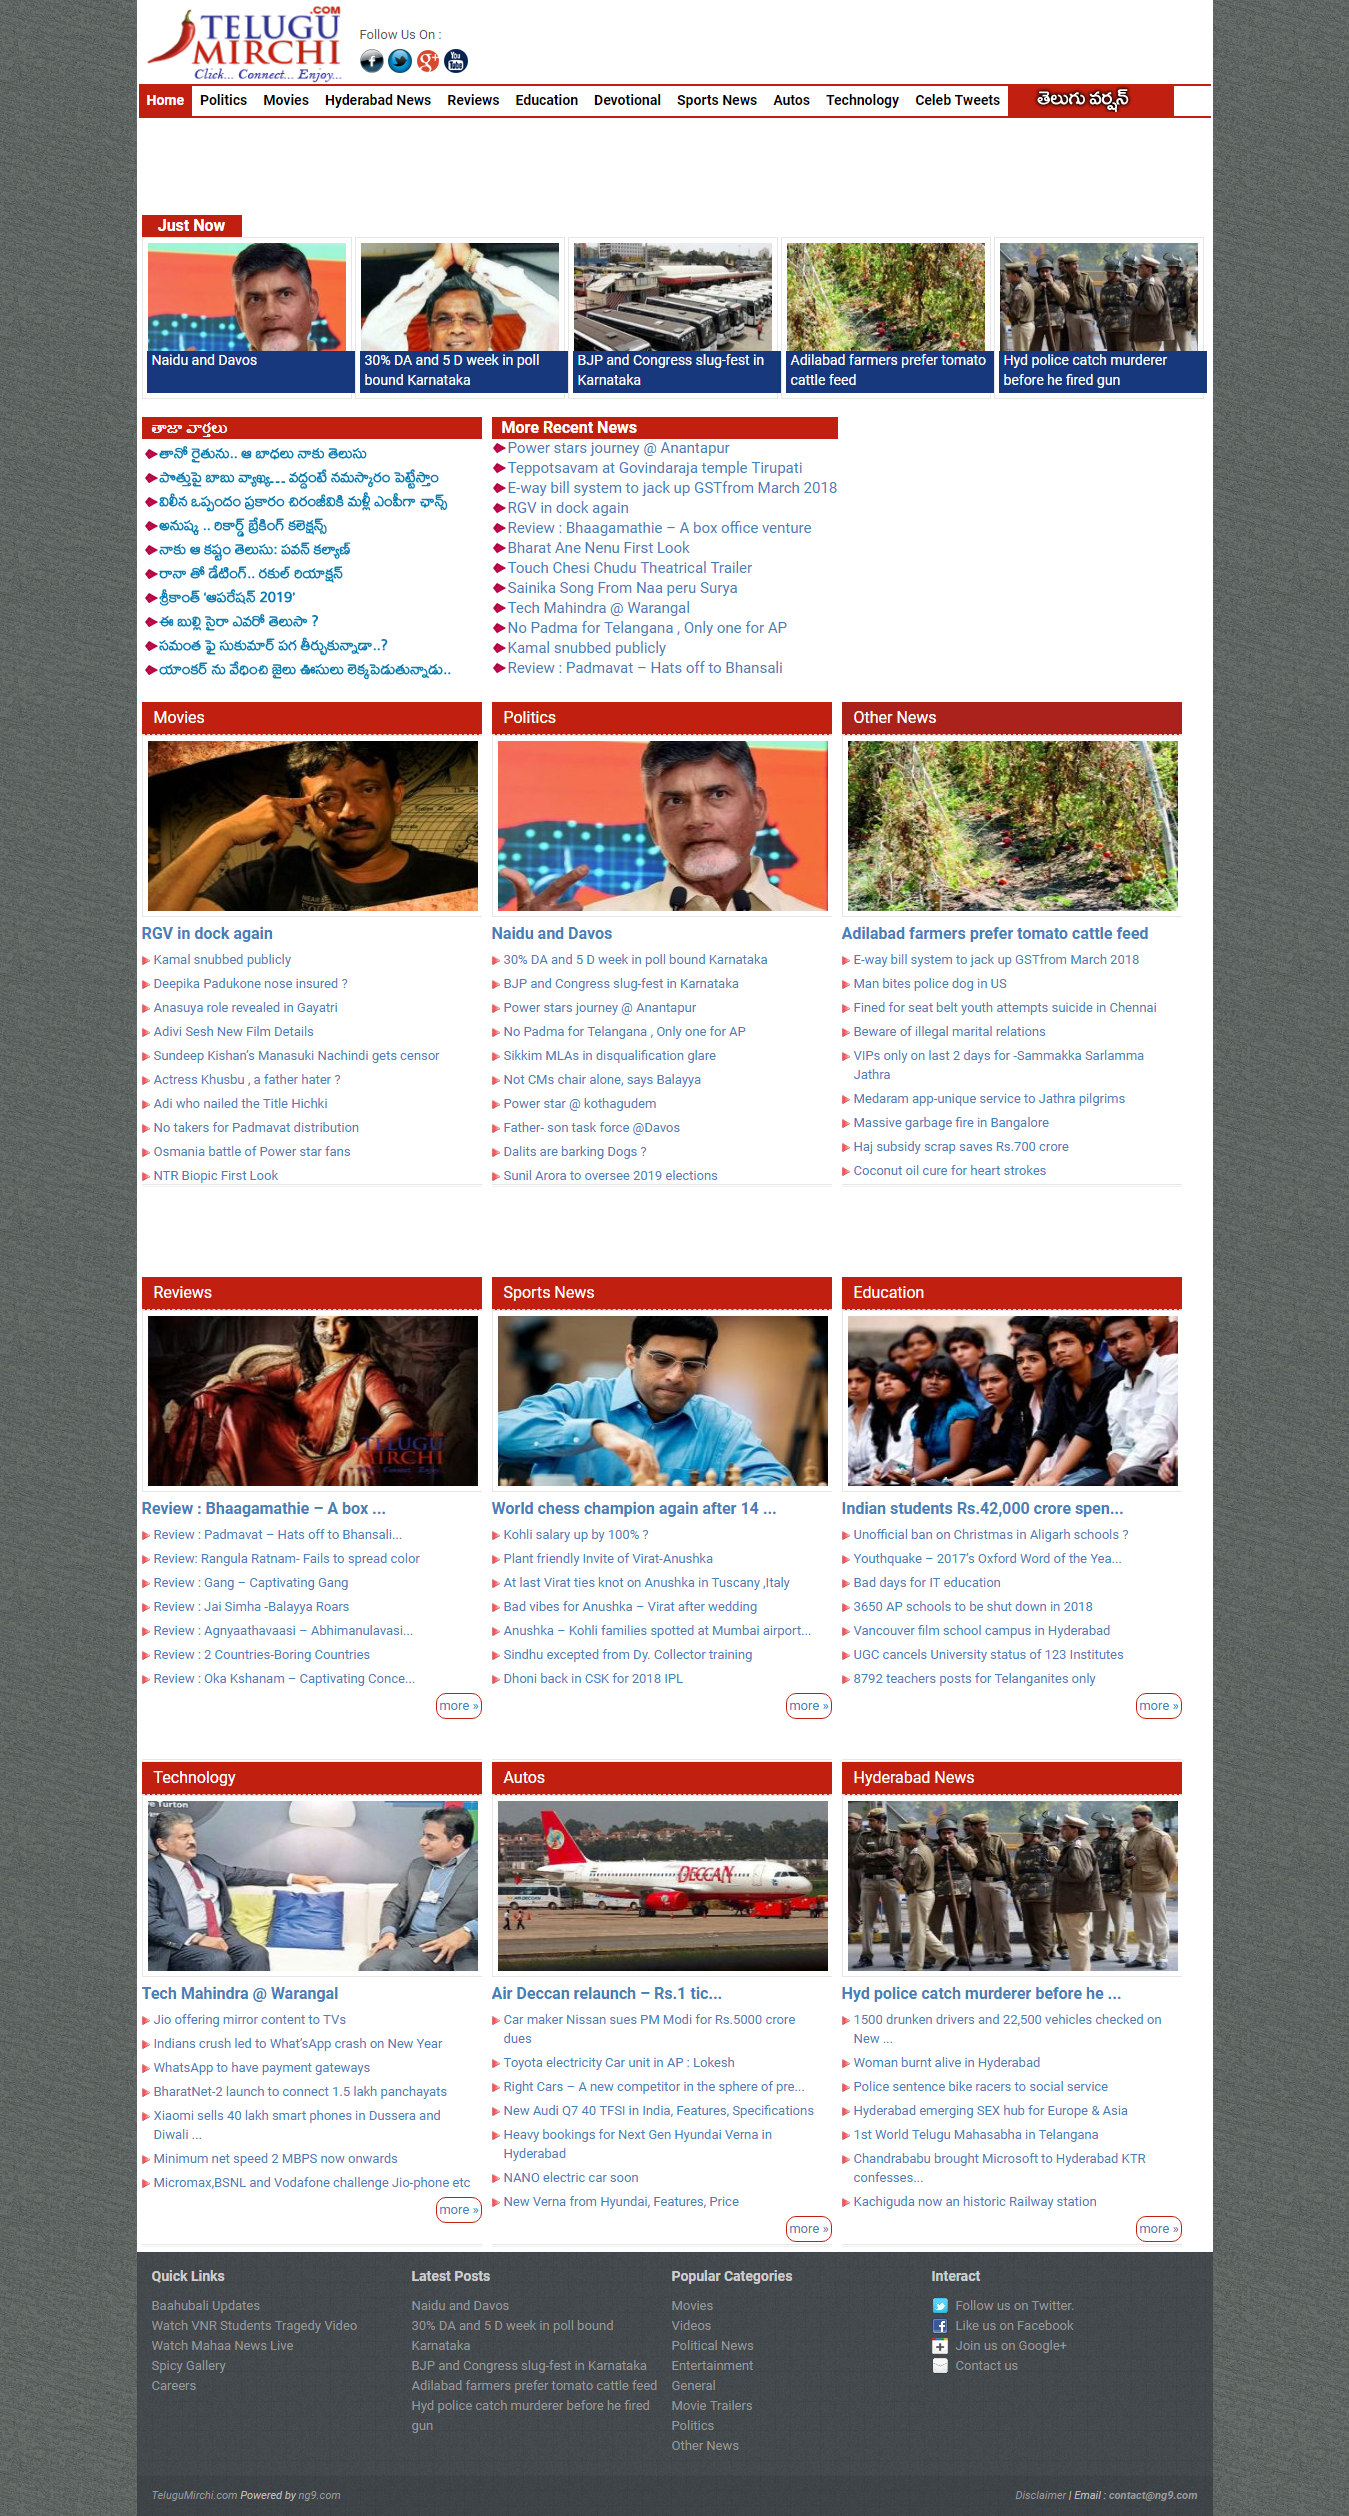 TELUGU
.COM
MIRCHI
Click... Connect... Enjoy...
Follow Us On :
Home Politics Movies Hyderabad News Reviews Education Devotional Sports News Autos Technology Celeb Tweets తెలుగు వర్షన్
Just Now
Naidu and Davos
30% DA and 5 D week in poll
bound Karnataka
BJP and Congress slug-fest in
Karnataka
Adilabad farmers prefer tomato
cattle feed
Hyd police catch murderer
before he fired gun
తాజా వార్తలు
తానో రైతును.. ఆ బాధలు నాకు తెలుసు
పొత్తుపై బాబు వ్యాఖ్య... వద్దంటే నమస్కారం పెట్టేస్తాం
విలీన ఒప్పందం ప్రకారం చిరంజీవికి మళ్లీ ఎంపీగా ఛాన్స్
అనుష్క .. రికార్డ్ బ్రేకింగ్ కలెక్షన్స్
నాకు ఆ కష్టం తెలుసు: పవన్ కల్యాణ్
రానా తో డేటింగ్.. రకుల్ రియాక్షన్
శ్రీకాంత్ ‘ఆపరేషన్ 2019’
ఈ బుల్లి సైరా ఎవరో తెలుసా ?
సమంత పై సుకుమార్ పగ తీర్చుకున్నాడా..?
యాంకర్ ను వేధించి జైలు ఊసులు లెక్కపెడుతున్నాడు..
More Recent News
Power stars journey @ Anantapur
Teppotsavam at Govindaraja temple Tirupati
E-way bill system to jack up GSTfrom March 2018
RGV in dock again
Review : Bhaagamathie – A box office venture
Bharat Ane Nenu First Look
Touch Chesi Chudu Theatrical Trailer
Sainika Song From Naa peru Surya
Tech Mahindra @ Warangal
No Padma for Telangana , Only one for AP
Kamal snubbed publicly
Review : Padmavat – Hats off to Bhansali
Movies
RGV in dock again
Kamal snubbed publicly
Deepika Padukone nose insured ?
Anasuya role revealed in Gayatri
Adivi Sesh New Film Details
Sundeep Kishan’s Manasuki Nachindi gets censor
Actress Khusbu , a father hater ?
Adi who nailed the Title Hichki
No takers for Padmavat distribution
Osmania battle of Power star fans
NTR Biopic First Look
Politics
Naidu and Davos
30% DA and 5 D week in poll bound Karnataka
BJP and Congress slug-fest in Karnataka
Power stars journey @ Anantapur
No Padma for Telangana , Only one for AP
Sikkim MLAs in disqualification glare
Not CMs chair alone, says Balayya
Power star @ kothagudem
Father- son task force @Davos
Dalits are barking Dogs ?
Sunil Arora to oversee 2019 elections
Other News
Adilabad farmers prefer tomato cattle feed
E-way bill system to jack up GSTfrom March 2018
Man bites police dog in US
Fined for seat belt youth attempts suicide in Chennai
Beware of illegal marital relations
VIPs only on last 2 days for -Sammakka Sarlamma
Jathra
Medaram app-unique service to Jathra pilgrims
Massive garbage fire in Bangalore
Haj subsidy scrap saves Rs.700 crore
Coconut oil cure for heart strokes
Reviews
TELUGU
MIRCHI
Review : Bhaagamathie – A box ...
Review : Padmavat – Hats off to Bhansali...
Review: Rangula Ratnam- Fails to spread color
Review : Gang – Captivating Gang
Review : Jai Simha -Balayya Roars
Review : Agnyaathavaasi – Abhimanulavasi...
Review : 2 Countries-Boring Countries
Review : Oka Kshanam – Captivating Conce...
more »
Sports News
World chess champion again after 14 ...
Kohli salary up by 100% ?
Plant friendly Invite of Virat-Anushka
At last Virat ties knot on Anushka in Tuscany ,Italy
Bad vibes for Anushka – Virat after wedding
Anushka – Kohli families spotted at Mumbai airport...
Sindhu excepted from Dy. Collector training
Dhoni back in CSK for 2018 IPL
more »
Education
Indian students Rs.42,000 crore spen...
Unofficial ban on Christmas in Aligarh schools ?
Youthquake – 2017’s Oxford Word of the Yea...
Bad days for IT education
3650 AP schools to be shut down in 2018
Vancouver film school campus in Hyderabad
UGC cancels University status of 123 Institutes
8792 teachers posts for Telanganites only
more »
Technology
Turton
Tech Mahindra @ Warangal
Jio offering mirror content to TVs
Indians crush led to What’sApp crash on New Year
WhatsApp to have payment gateways
BharatNet-2 launch to connect 1.5 lakh panchayats
Xiaomi sells 40 lakh smart phones in Dussera and
Diwali ...
Minimum net speed 2 MBPS now onwards
Micromax,BSNL and Vodafone challenge Jio-phone etc
more »
Autos
DECCAN
Air Deccan relaunch – Rs.1 tic...
Car maker Nissan sues PM Modi for Rs.5000 crore
dues
Toyota electricity Car unit in AP : Lokesh
Right Cars – A new competitor in the sphere of pre...
New Audi Q7 40 TFSI in India, Features, Specifications
Heavy bookings for Next Gen Hyundai Verna in
Hyderabad
NANO electric car soon
New Verna from Hyundai, Features, Price
more »
Hyderabad News
Hyd police catch murderer before he ...
1500 drunken drivers and 22,500 vehicles checked on
New ...
Woman burnt alive in Hyderabad
Police sentence bike racers to social service
Hyderabad emerging SEX hub for Europe & Asia
1st World Telugu Mahasabha in Telangana
Chandrababu brought Microsoft to Hyderabad KTR
confesses...
Kachiguda now an historic Railway station
more »
Quick Links
Baahubali Updates
Watch VNR Students Tragedy Video
Watch Mahaa News Live
Spicy Gallery
Careers
Latest Posts
Naidu and Davos
30% DA and 5 D week in poll bound
Karnataka
BJP and Congress slug-fest in Karnataka
Adilabad farmers prefer tomato cattle feed
Hyd police catch murderer before he fired
gun
Popular Categories
Movies
Videos
Political News
Entertainment
General
Movie Trailers
Politics
Other News
Interact
Follow us on Twitter.
Like us on Facebook
Join us on Google+
Contact us
TeluguMirchi.com Powered by ng9.com
Disclaimer | Email : contact@ng9.com